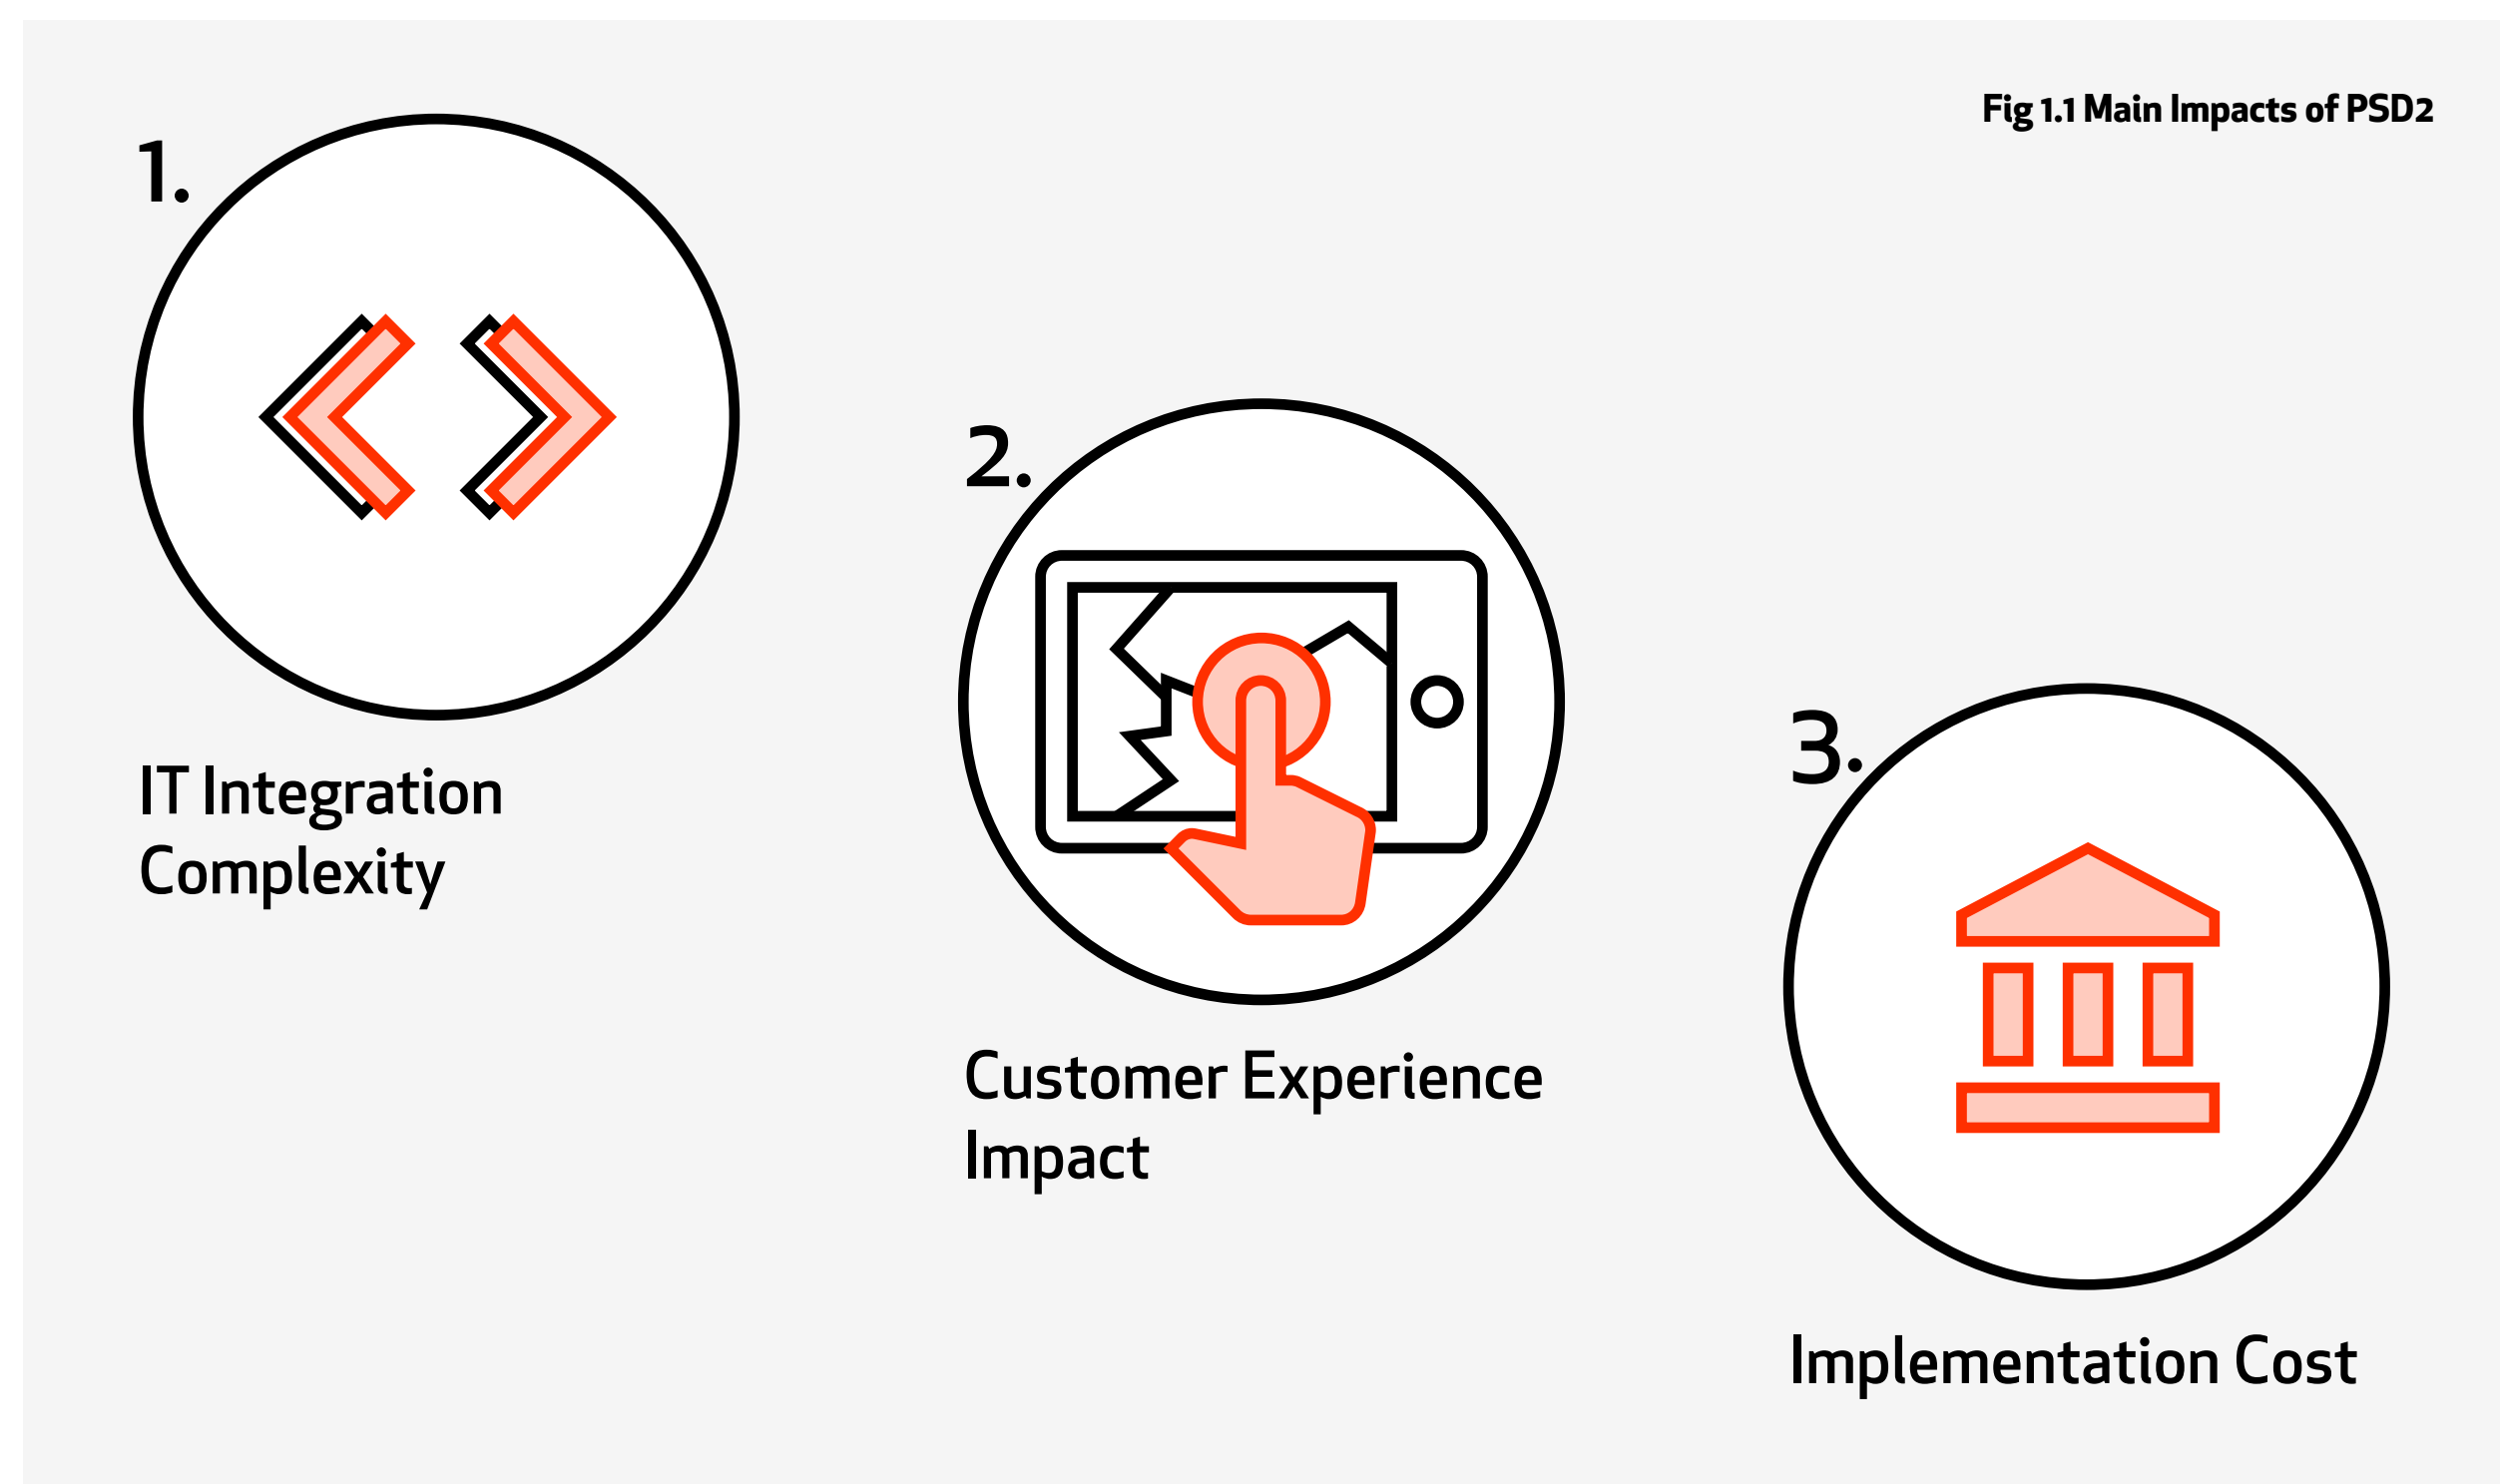 Fig 1.1 Main Impacts of PSD2
1.
IT Integration
Complexity
2.
Customer Experience
Impact
3.
Implementation Cost